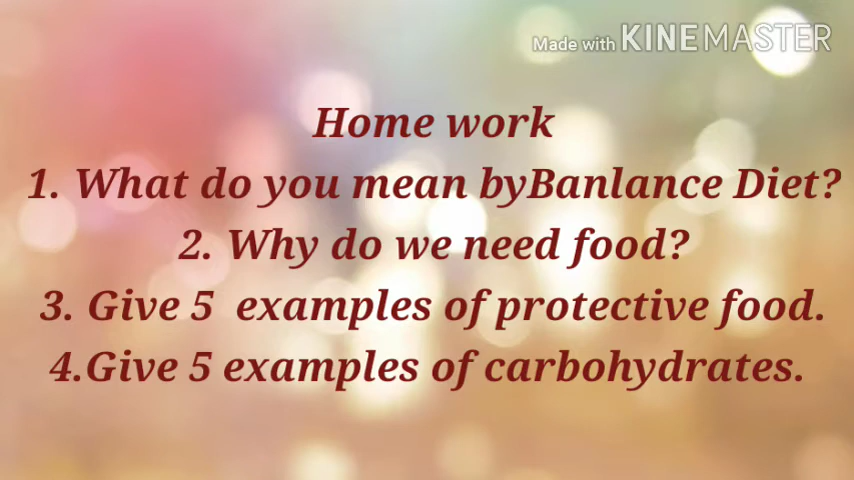 Made with KINEMASTER
Home work
1. What do you mean byBanlance Diet?
2. Why do we need food?
3. Give 5  examples of protective food.
4.Give 5 examples of carbohydrates.